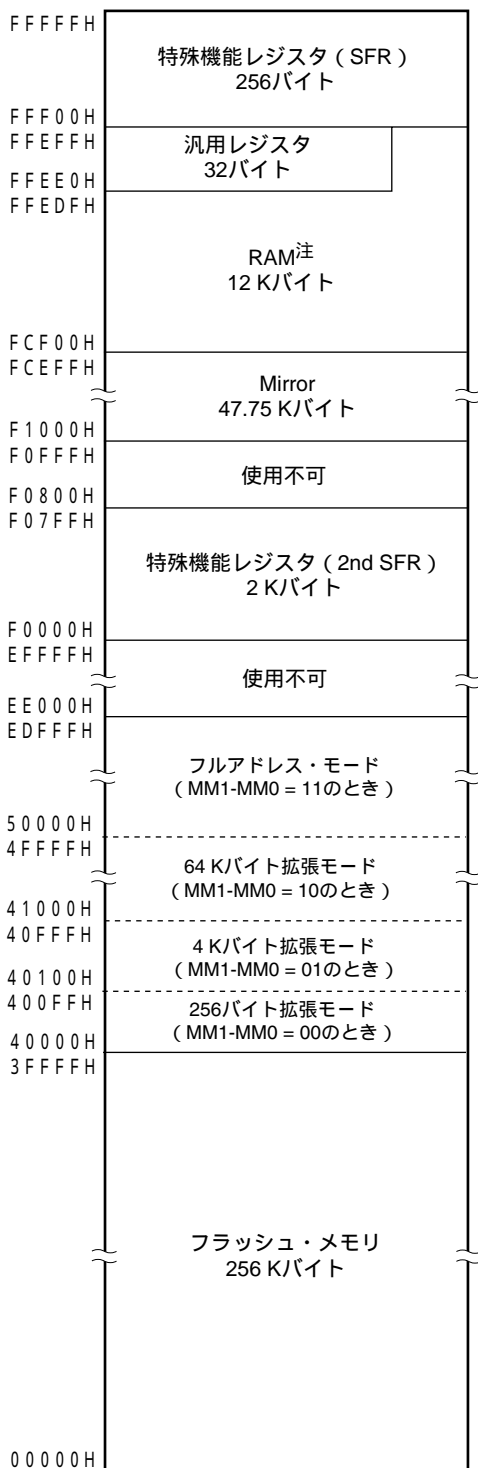 FFFFFH
特殊機能レジスタ(SFR)
256バイト
FFF00H
FFEFFH
汎用レジスタ
32バイト
FFEE0H
FFEDFH
RAM注
12 Kバイト
FCF00H
FCEFFH
Mirror
47.75 Kバイト
F1000H
F0FFFH
使用不可
F0800H
F07FFH
特殊機能レジスタ(2nd SFR)
2 Kバイト
F0000H
EFFFFH
使用不可
EE000H
EDFFFH
フルアドレス・モード
(MM1-MM0 = 11のとき)
50000H
4FFFFH
64 Kバイト拡張モード
(MM1-MM0 = 10のとき)
41000H
40FFFH
4 Kバイト拡張モード
(MM1-MM0 = 01のとき)
40100H
400FFH
256バイト拡張モード
(MM1-MM0 = 00のとき)
40000H
3FFFFH
フラッシュ・メモリ
256 Kバイト
00000H